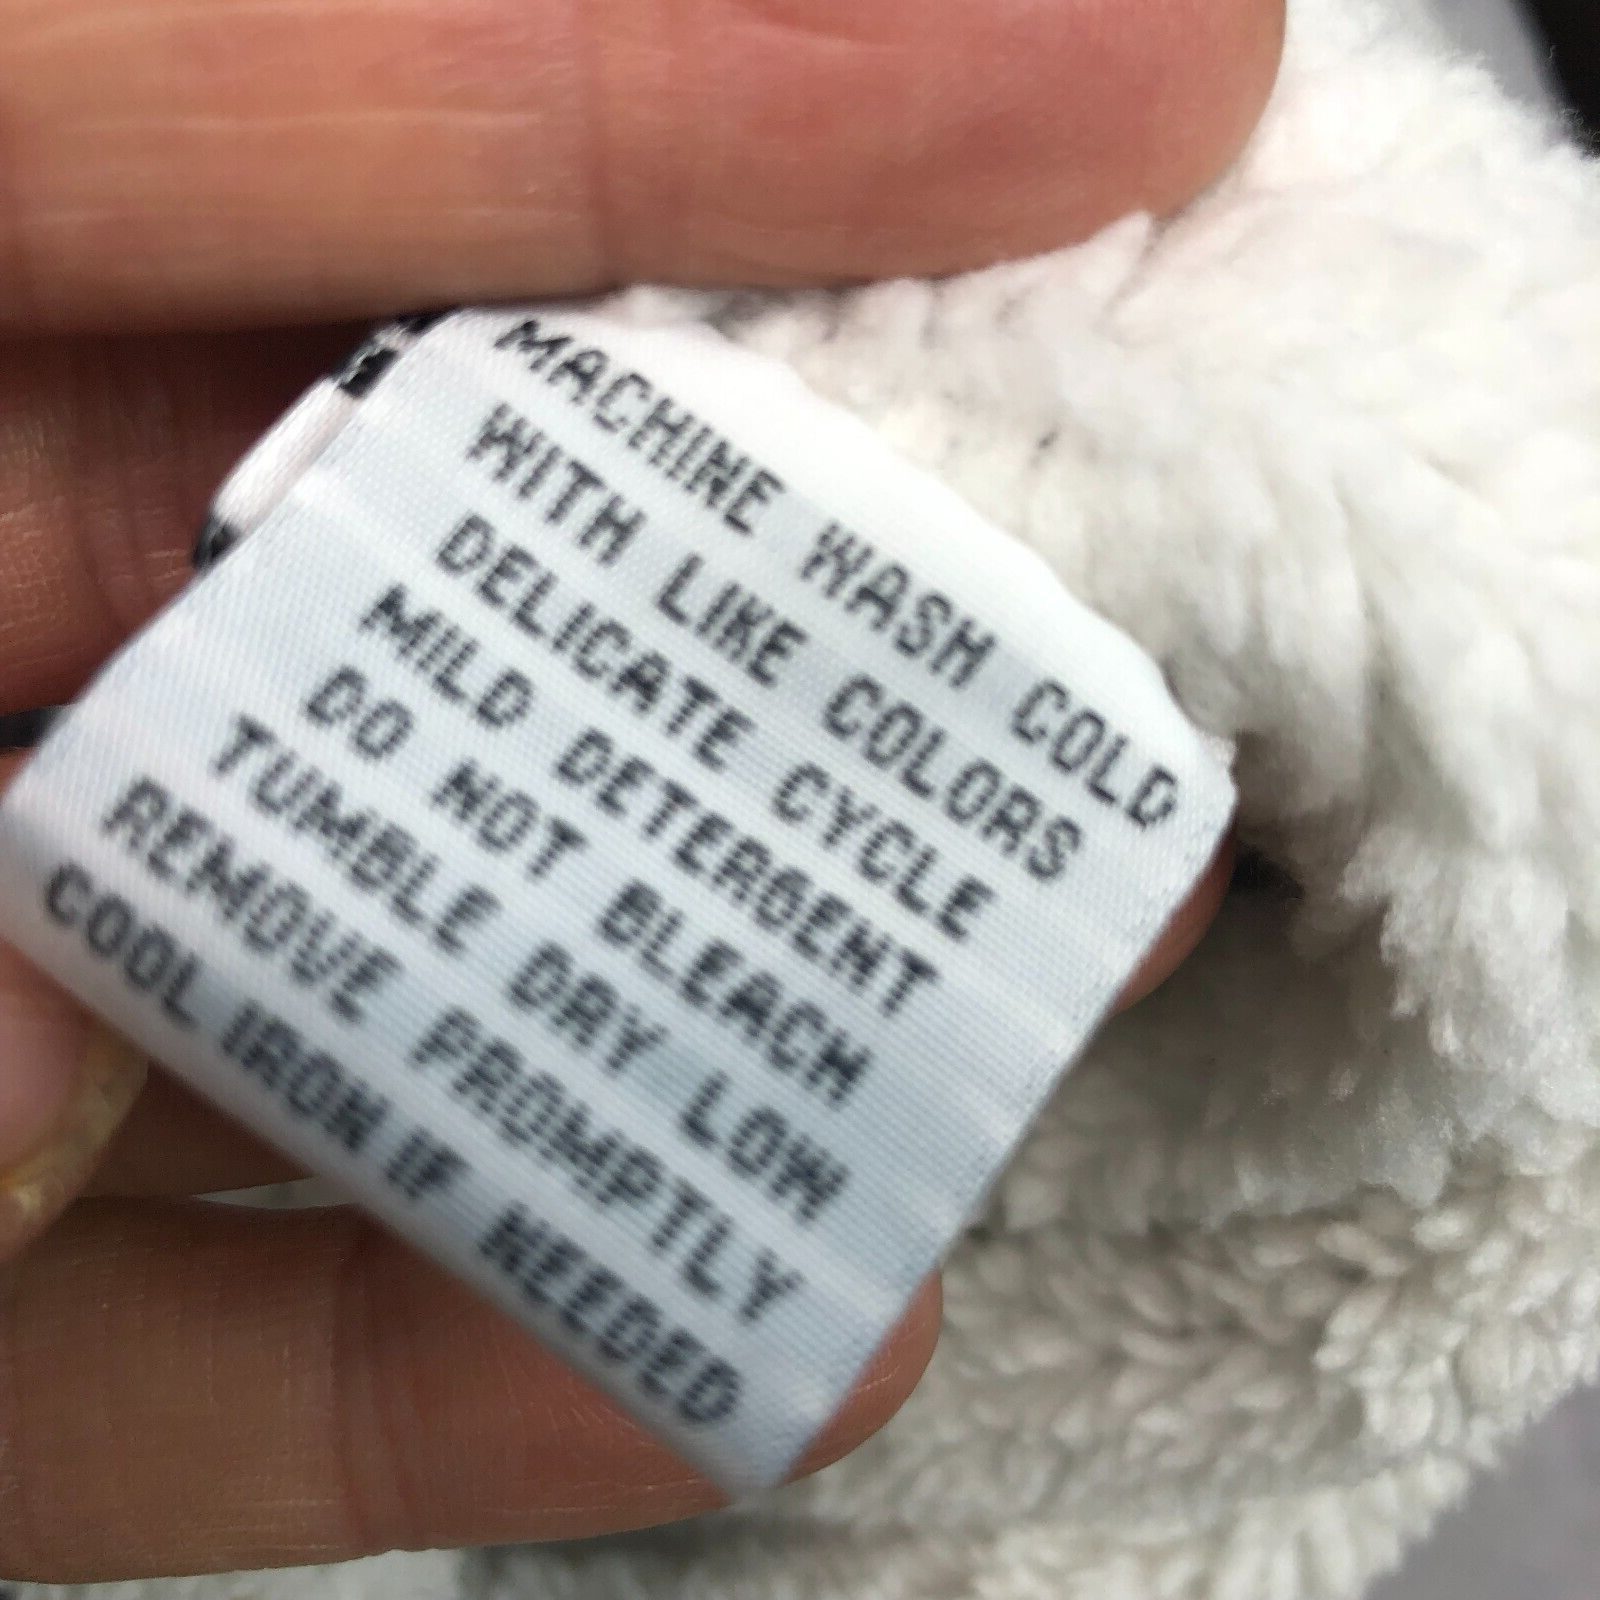 MACHINE WASH COLD
WITH LIKE COLORS
DELICATE CYCLE
MILD DETERGENT
DO NOT BLEACH
TUMBLE DRY LOW
REMOVE PROMPTLY
COOL IRON IF NEEDED